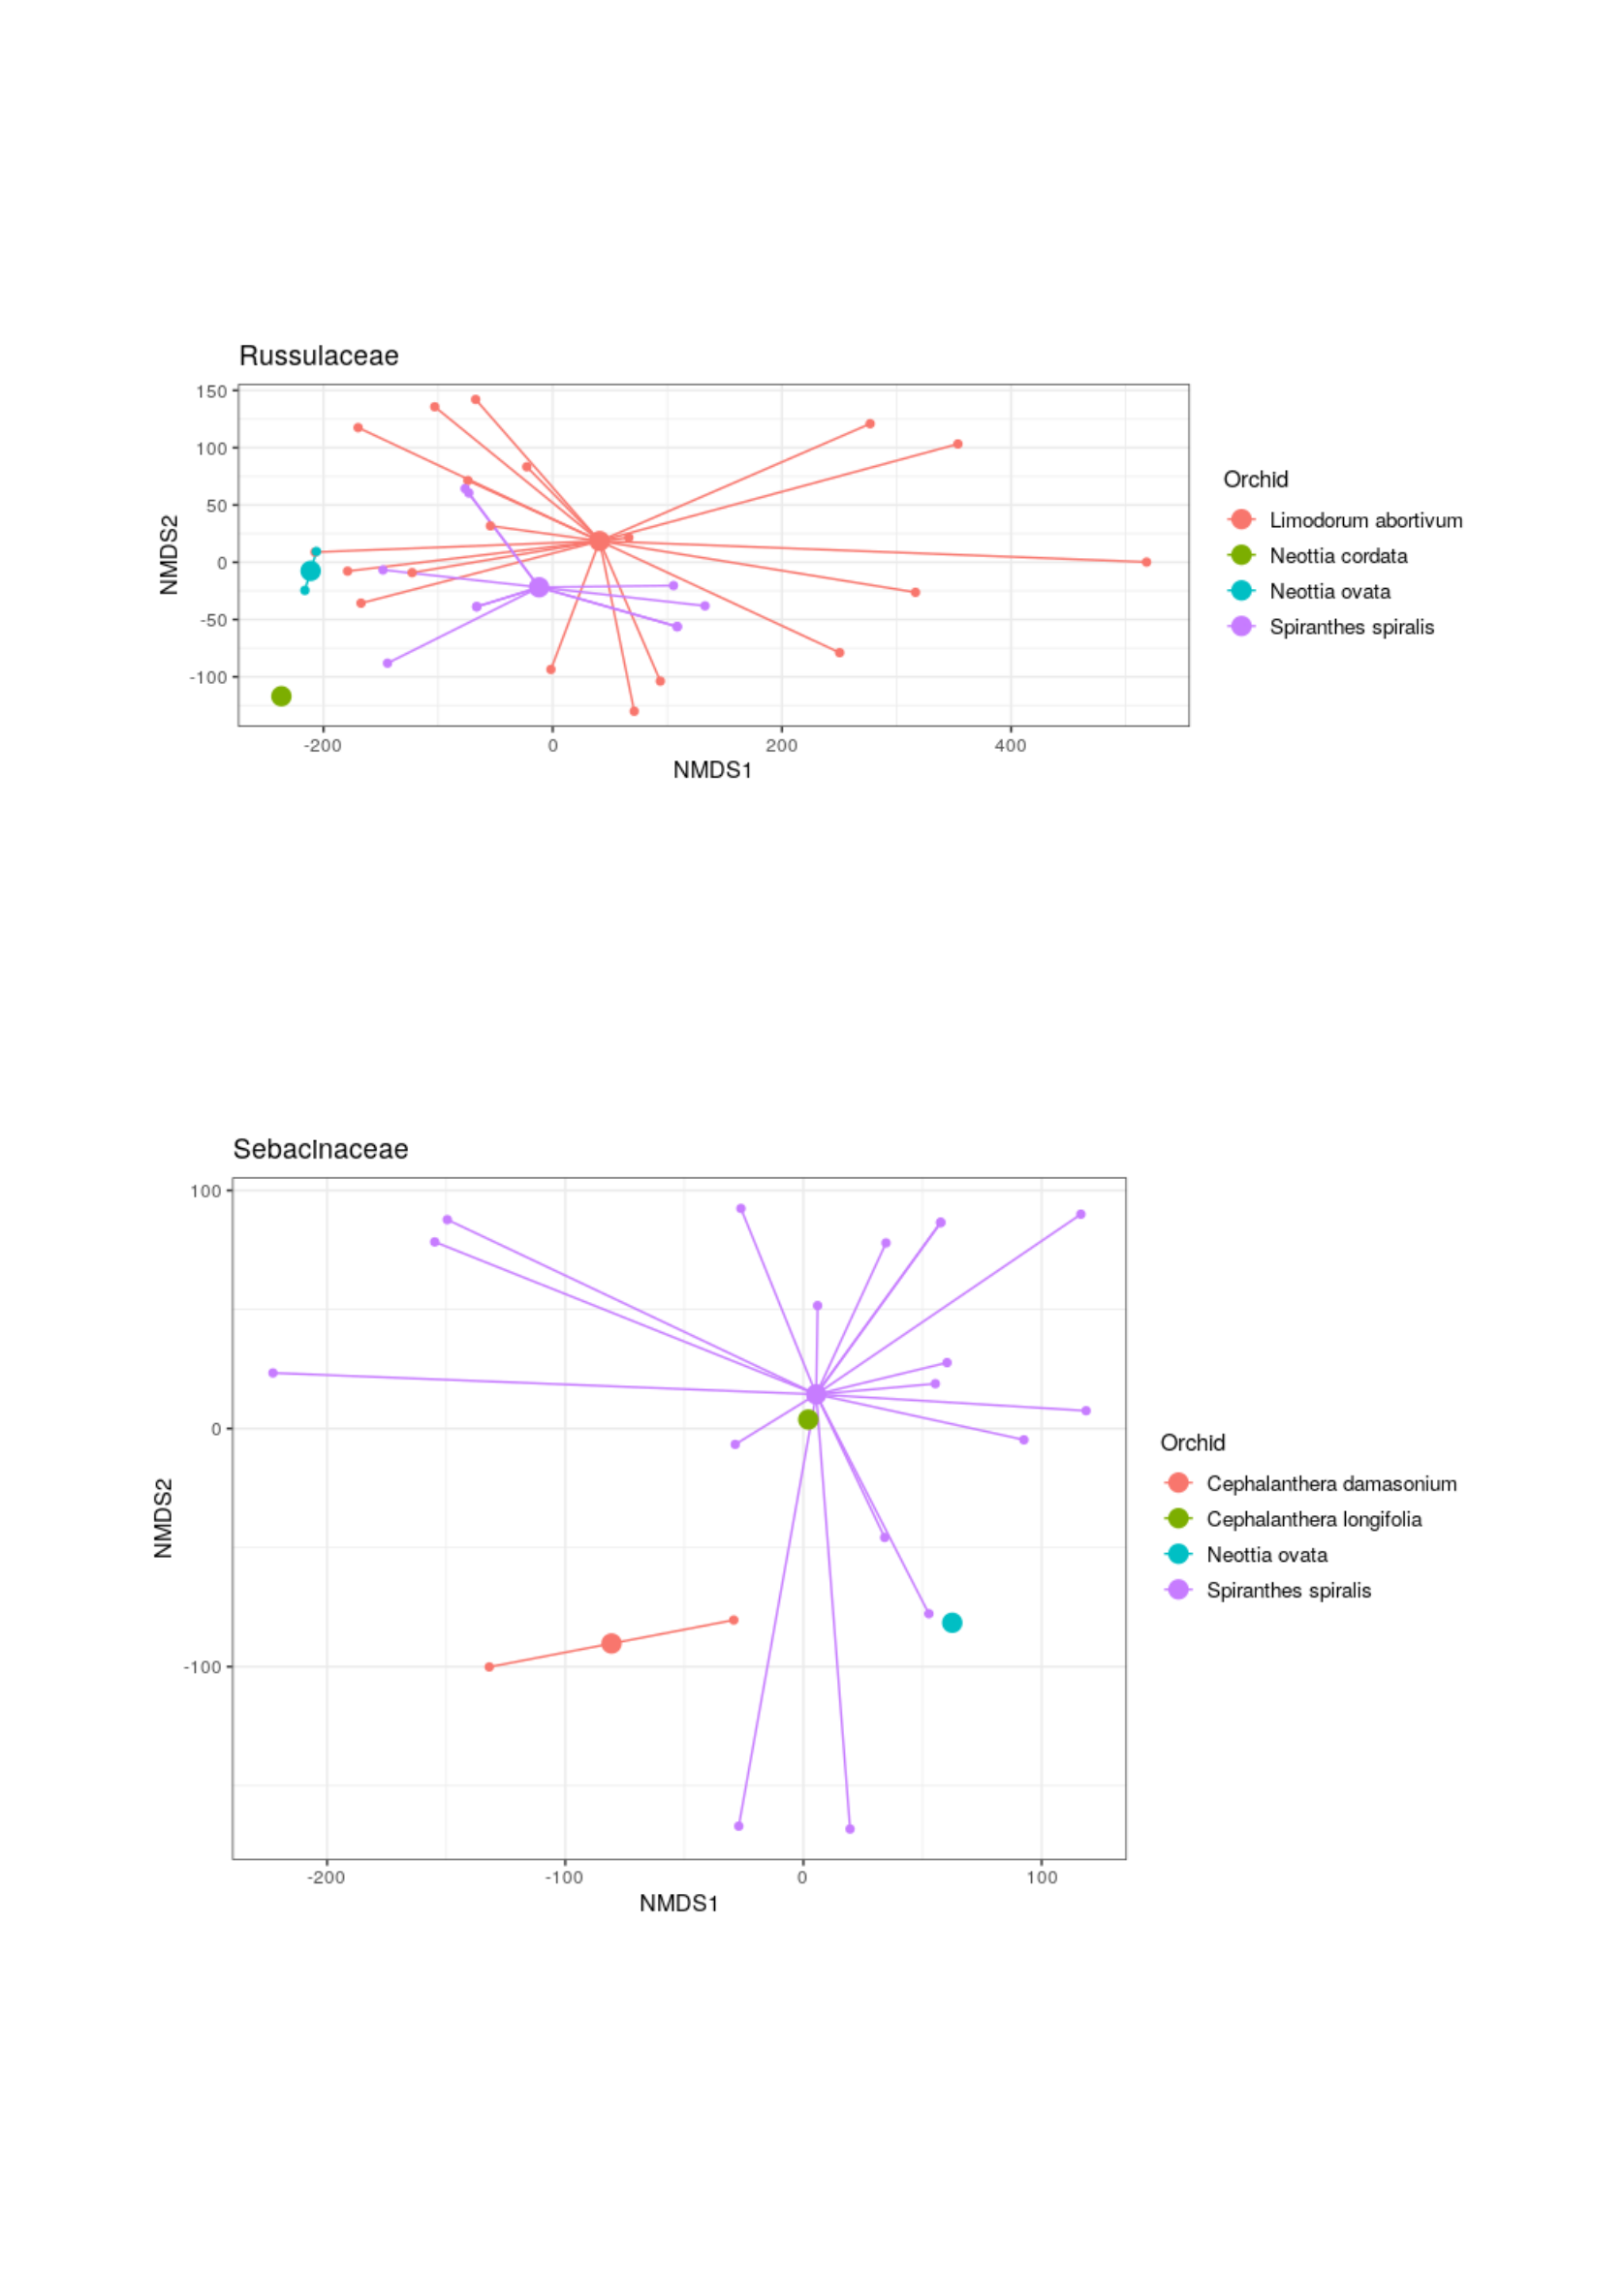 Russulaceae
150
100
50
0
-50
-100
NMDS2
-200 0 200 400
NMDS1
Orchid
Limodorum abortivum
Neottia cordata
Neottia ovata
Spiranthes spiralis
Sebacinaceae
100
0
-100
NMDS2
-200 -100 0 100
NMDS1
Orchid
Cephalanthera damasonium
Cephalanthera longifolia
Neottia ovata
Spiranthes spiralis